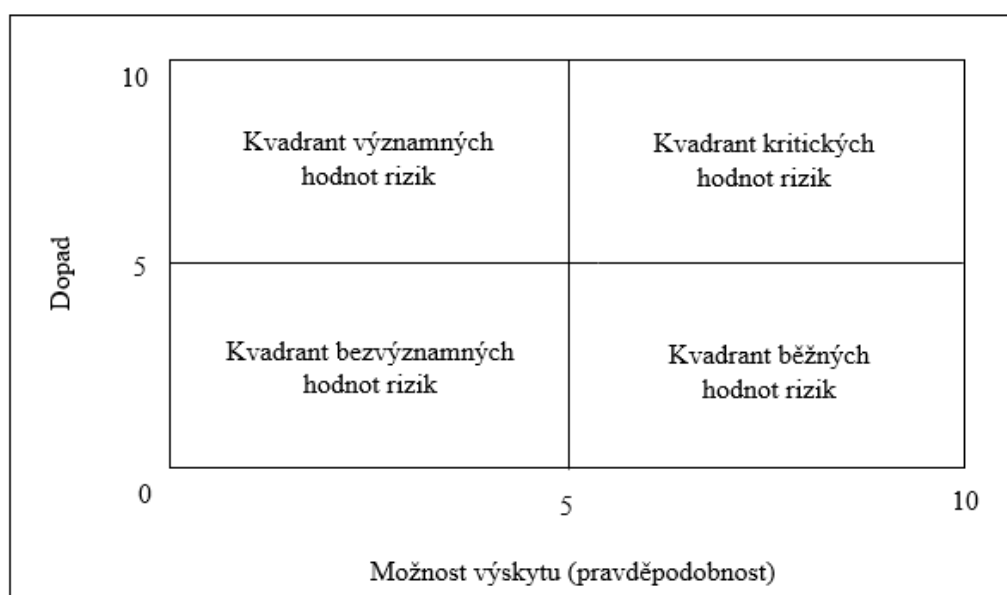 10
Kvadrant významných
hodnot rizik
Kvadrant kritických
hodnot rizik
Dopad
5
Kvadrant bezvýznamných
hodnot rizik
Kvadrant běžných
hodnot rizik
0
5
10
Možnost výskytu (pravděpodobnost)